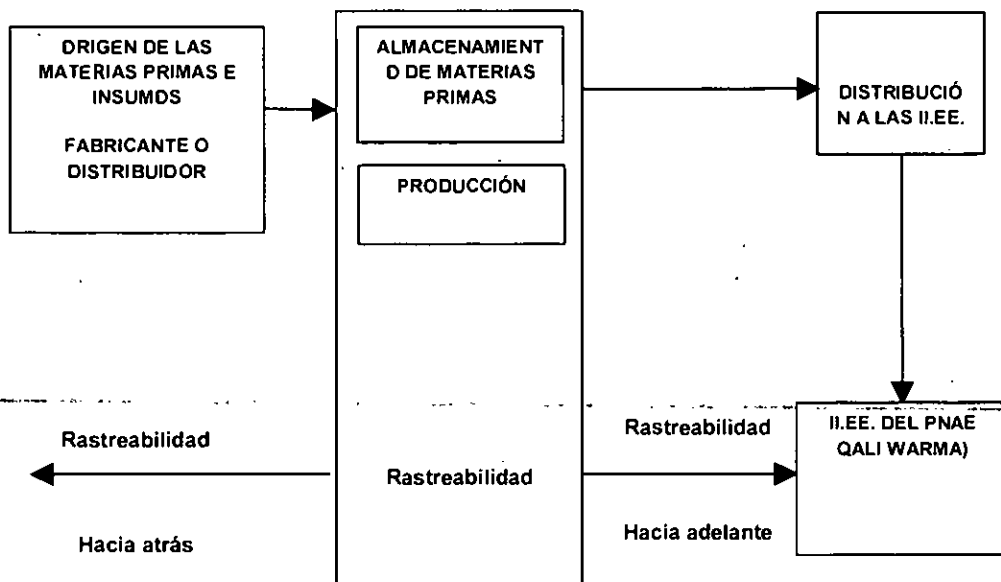 DRIGEN DE LAS
MATERIAS PRIMAS E
INSUMDS
FABRICANTE O
DISTRIBUIDOR
ALMACENAMIENT
D DE MATERIAS
PRIMAS
PRODUCCIÓN
DISTRIBUCIÓ
N A LAS II.EE.
II.EE. DEL PNAE
QALI WARMA)
Rastreabilidad
Hacia atrás
Rastreabilidad
Rastreabilidad
Hacia adelante